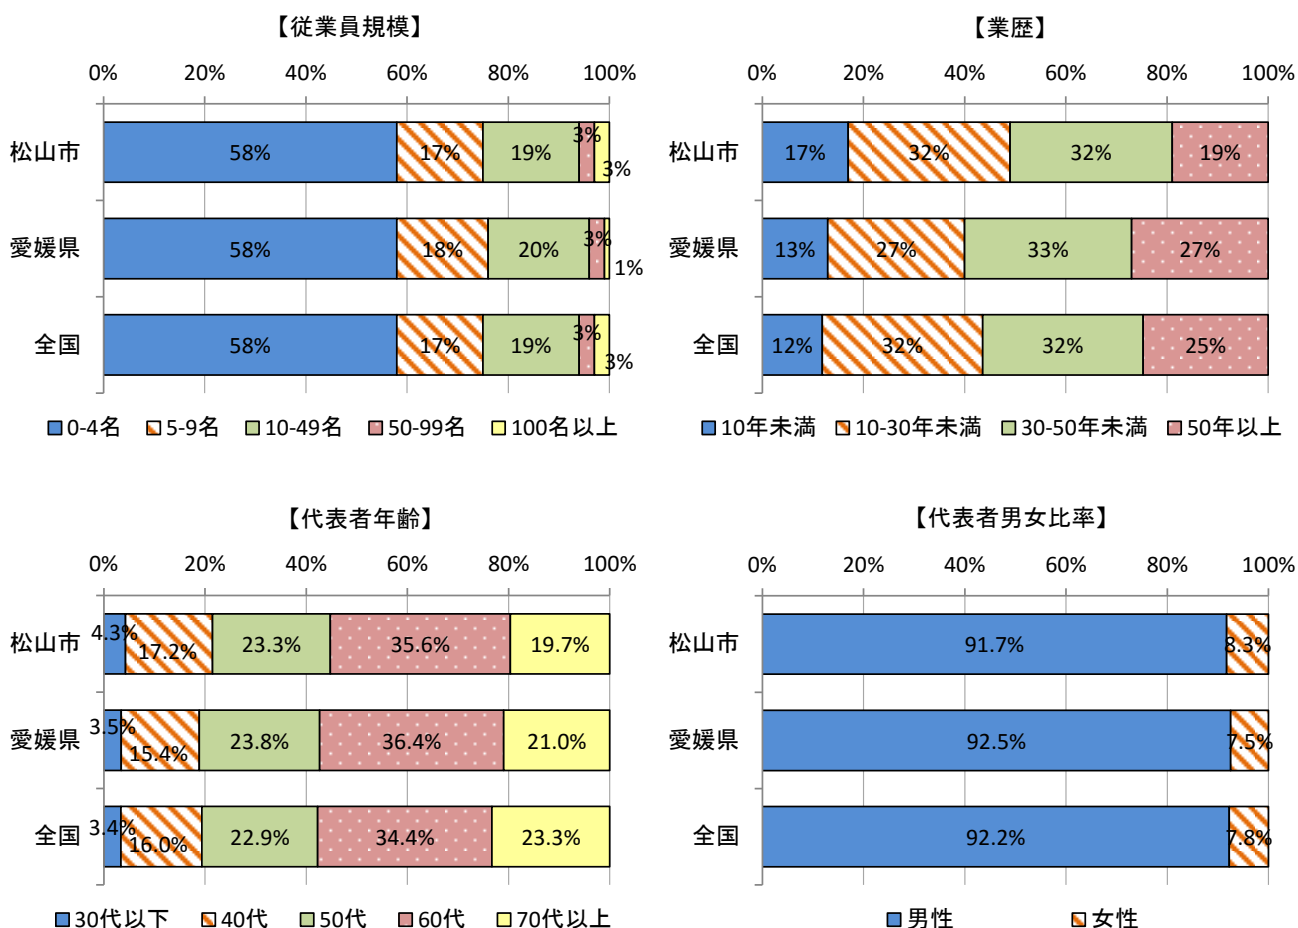 【従業員規模】
0% 20% 40% 60% 80% 100%
松山市 58% 17% 19% 3% 3%
愛媛県 58% 18% 20% 3% 1%
全国 58% 17% 19% 3% 3%
0-4名 5-9名 10-49名 50-99名 100名以上
【業歴】
0% 20% 40% 60% 80% 100%
松山市 17% 32% 32% 19%
愛媛県 13% 27% 33% 27%
全国 12% 32% 32% 25%
10年未満 10-30年未満 30-50年未満 50年以上
【代表者年齢】
0% 20% 40% 60% 80% 100%
松山市 4.3% 17.2% 23.3% 35.6% 19.7%
愛媛県 3.5% 15.4% 23.8% 36.4% 21.0%
全国 3.4% 16.0% 22.9% 34.4% 23.3%
30代以下 40代 50代 60代 70代以上
【代表者男女比率】
0% 20% 40% 60% 80% 100%
松山市 91.7% 8.3%
愛媛県 92.5% 7.5%
全国 92.2% 7.8%
男性 女性